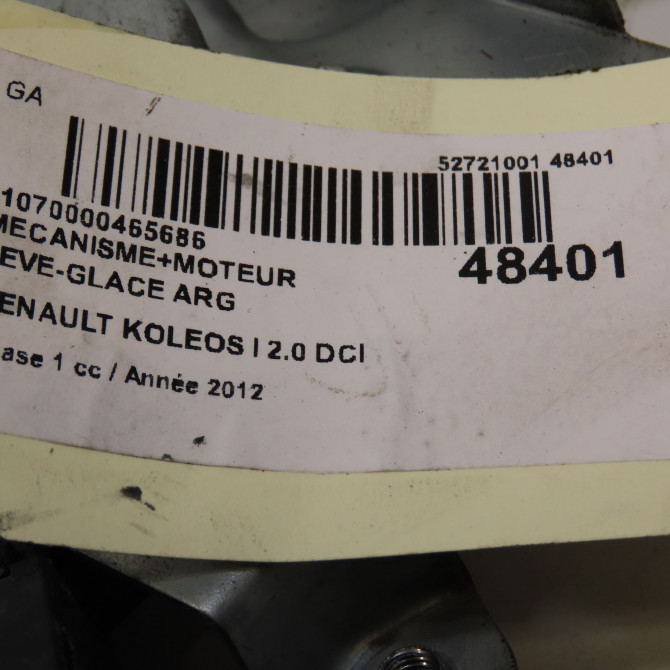 GA
52721001 48401
1070000465686
48401
MECANISME+MOTEUR
EVE-GLACE ARG
ENAULT KOLEOS I 2.0 DCI
ase 1 cc / Année 2012